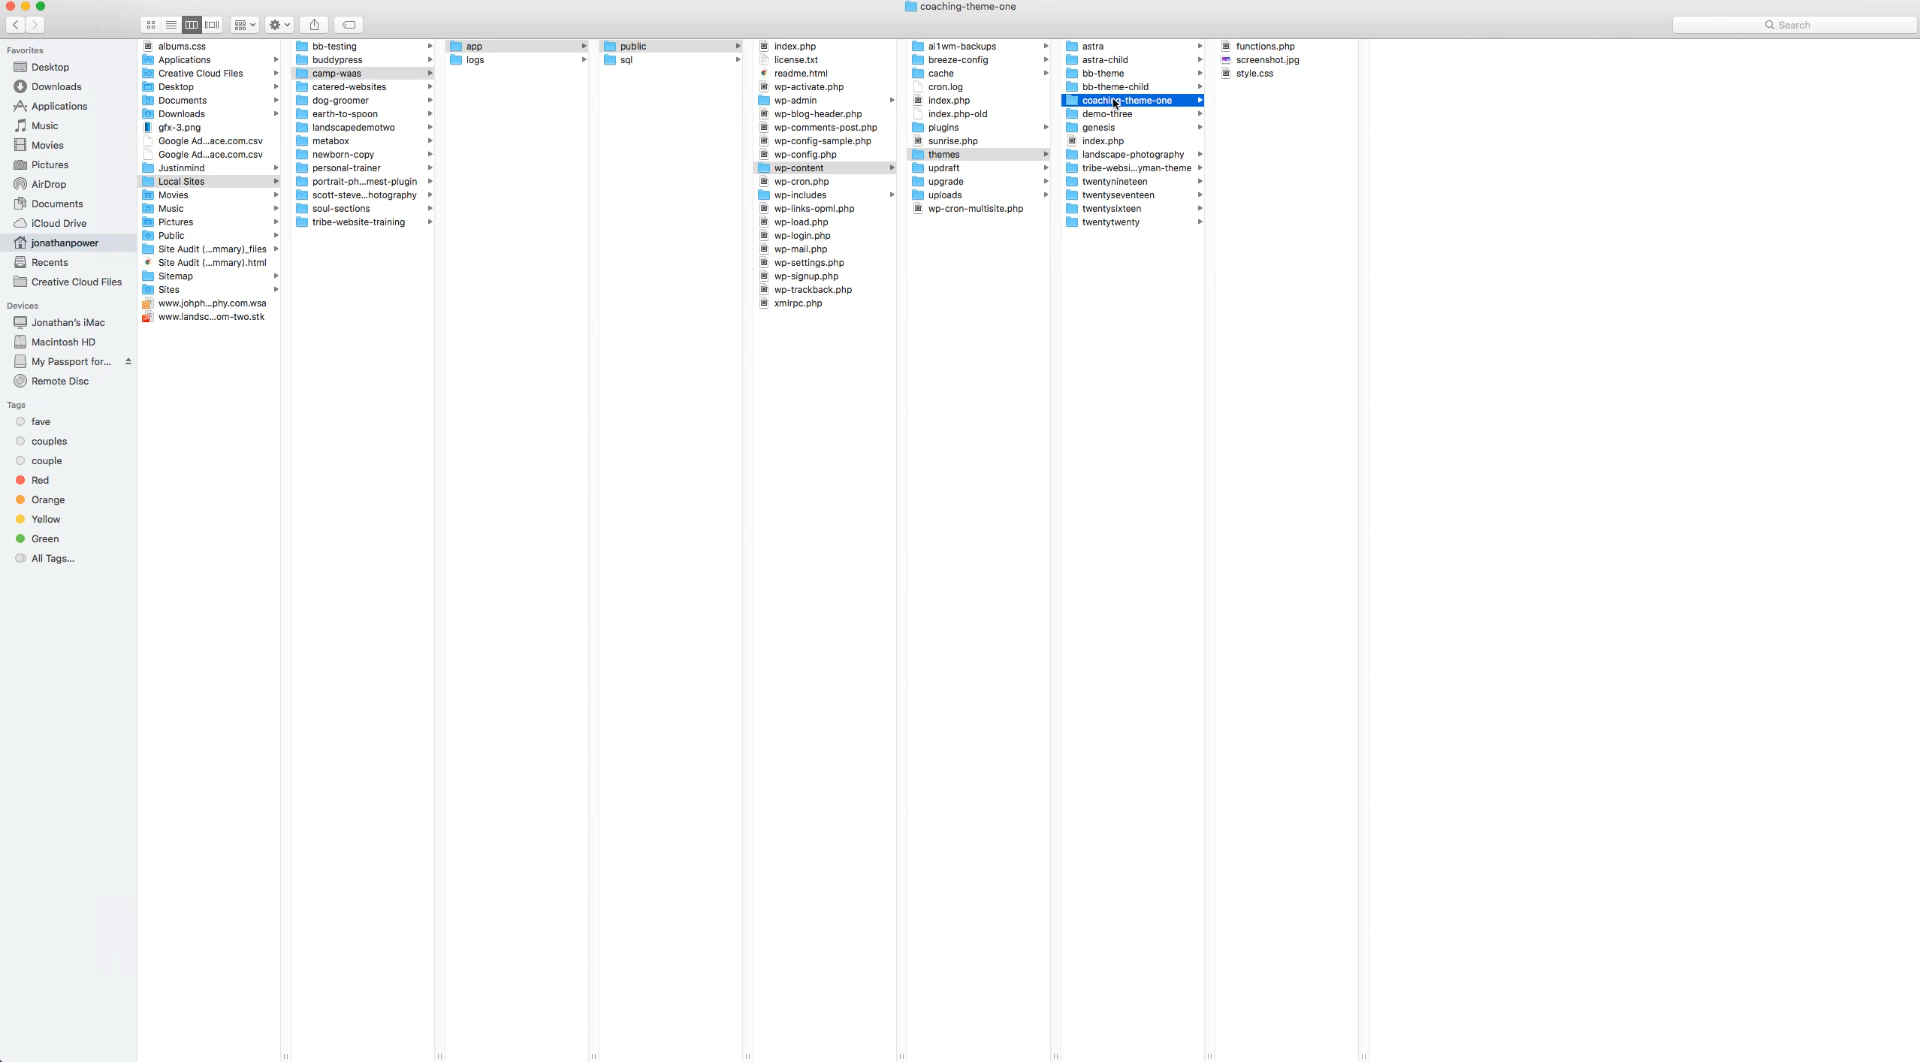 coaching-theme-one
Search
Favorites
Desktop
Downloads
Applications
Music
Movies
Pictures
AirDrop
Documents
iCloud Drive
jonathanpower
Recents
Creative Cloud Files
Devices
Jonathan's iMac
Macintosh HD
My Passport for...
Remote Disc
Tags
fave
couples
couple
Red
Orange
Yellow
Green
All Tags...
albums.css
Applications
Creative Cloud Files
Desktop
Documents
Downloads
gfx-3.png
Google Ad...ace.com.csv
Google Ad...ace.com.csv
Justinmind
Local Sites
Movies
Music
Pictures
Public
Site Audit (...mmary)_files
Site Audit (...mmary).html
Sitemap
Sites
www.johph...phy.com.wsa
www.landsc...om-two.stk
bb-testing
buddypress
camp-waas
catered-websites
dog-groomer
earth-to-spoon
landscapedemotwo
metabox
newborn-copy
personal-trainer
portrait-ph...mest-plugin
scott-steve...hotography
soul-sections
tribe-website-training
app
logs
public
sql
index.php
license.txt
readme.html
wp-activate.php
wp-admin
wp-blog-header.php
wp-comments-post.php
wp-config-sample.php
wp-config.php
wp-content
wp-cron.php
wp-includes
wp-links-opml.php
wp-load.php
wp-login.php
wp-mail.php
wp-settings.php
wp-signup.php
wp-trackback.php
xmlrpc.php
ai1wm-backups
breeze-config
cache
cron.log
index.php
index.php-old
plugins
sunrise.php
themes
updraft
upgrade
uploads
wp-cron-multisite.php
astra
astra-child
bb-theme
bb-theme-child
coaching-theme-one
demo-three
genesis
index.php
landscape-photography
tribe-websi...yman-theme
twentynineteen
twentyseventeen
twentysixteen
twentytwenty
functions.php
screenshot.jpg
style.css